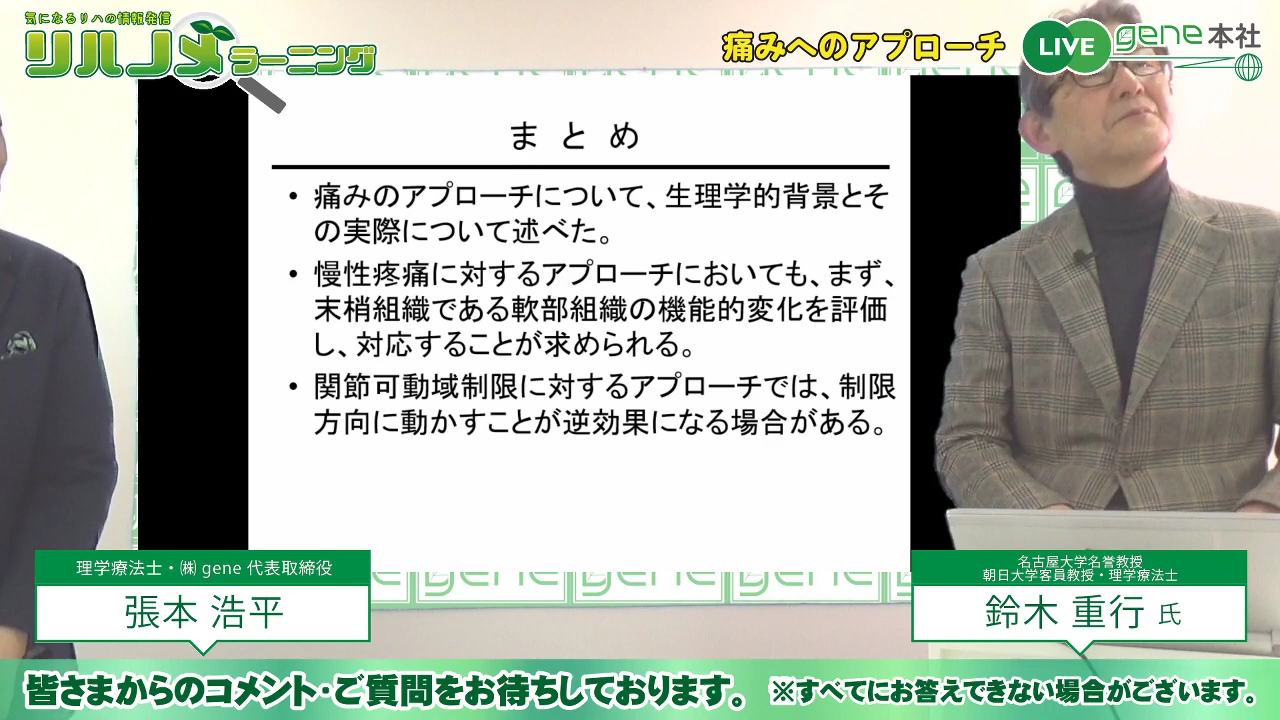 気になるリハの情報発信
リハノメ
ラーニング
痛みへのアプローチ
LIVE
gene 本社
まとめ
• 痛みのアプローチについて、生理学的背景とそ
の実際について述べた。
• 慢性疼痛に対するアプローチにおいても、まず、
末梢組織である軟部組織の機能的変化を評価
し、対応することが求められる。
• 関節可動域制限に対するアプローチでは、制限
方向に動かすことが逆効果になる場合がある。
理学療法士・㈱ gene 代表取締役
張本 浩平
名古屋大学名誉教授
朝日大学客員教授・理学療法士
鈴木 重行 氏
皆さまからのコメント・ご質問をお待ちしております。 ※すべてにお答えできない場合がございます。